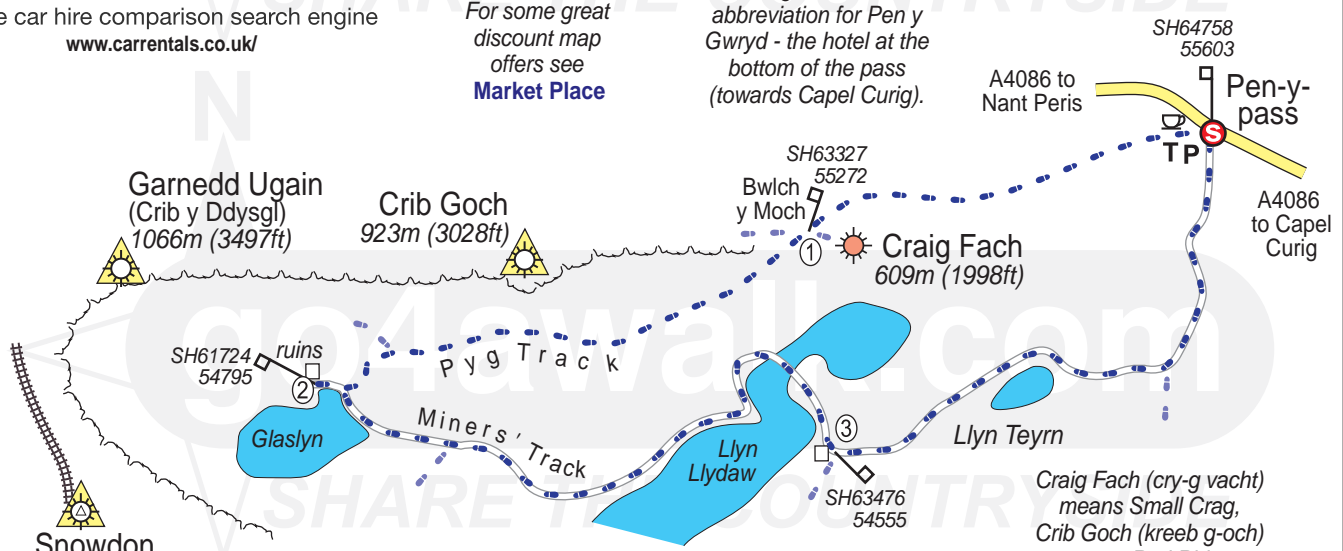 e car hire comparison search engine
www.carrentals.co.uk/
For some great
discount map
offers see
Market Place
abbreviation for Pen y
Gwryd - the hotel at the
bottom of the pass
(towards Capel Curig).
SH64758
55603
A4086 to
Nant Peris
Pen-y-
pass
S
T P
A4086
to Capel
Curig
N
SH63327
55272
Bwlch
y Moch
1
Craig Fach
609m (1998ft)
Garnedd Ugain
(Crib y Ddysgl)
1066m (3497ft)
Crib Goch
923m (3028ft)
go4awalk.com
SH61724
54795
ruins
2
Pyg Track
Glaslyn
Miners' Track
Llyn
Llydaw
3
Llyn Teyrn
SH63476
54555
Snowdon
Craig Fach (cry-g vacht)
means Small Crag,
Crib Goch (kreeb g-och)
SHARE THE COUNTRYSIDE
SHARE THE COUNTRYSIDE